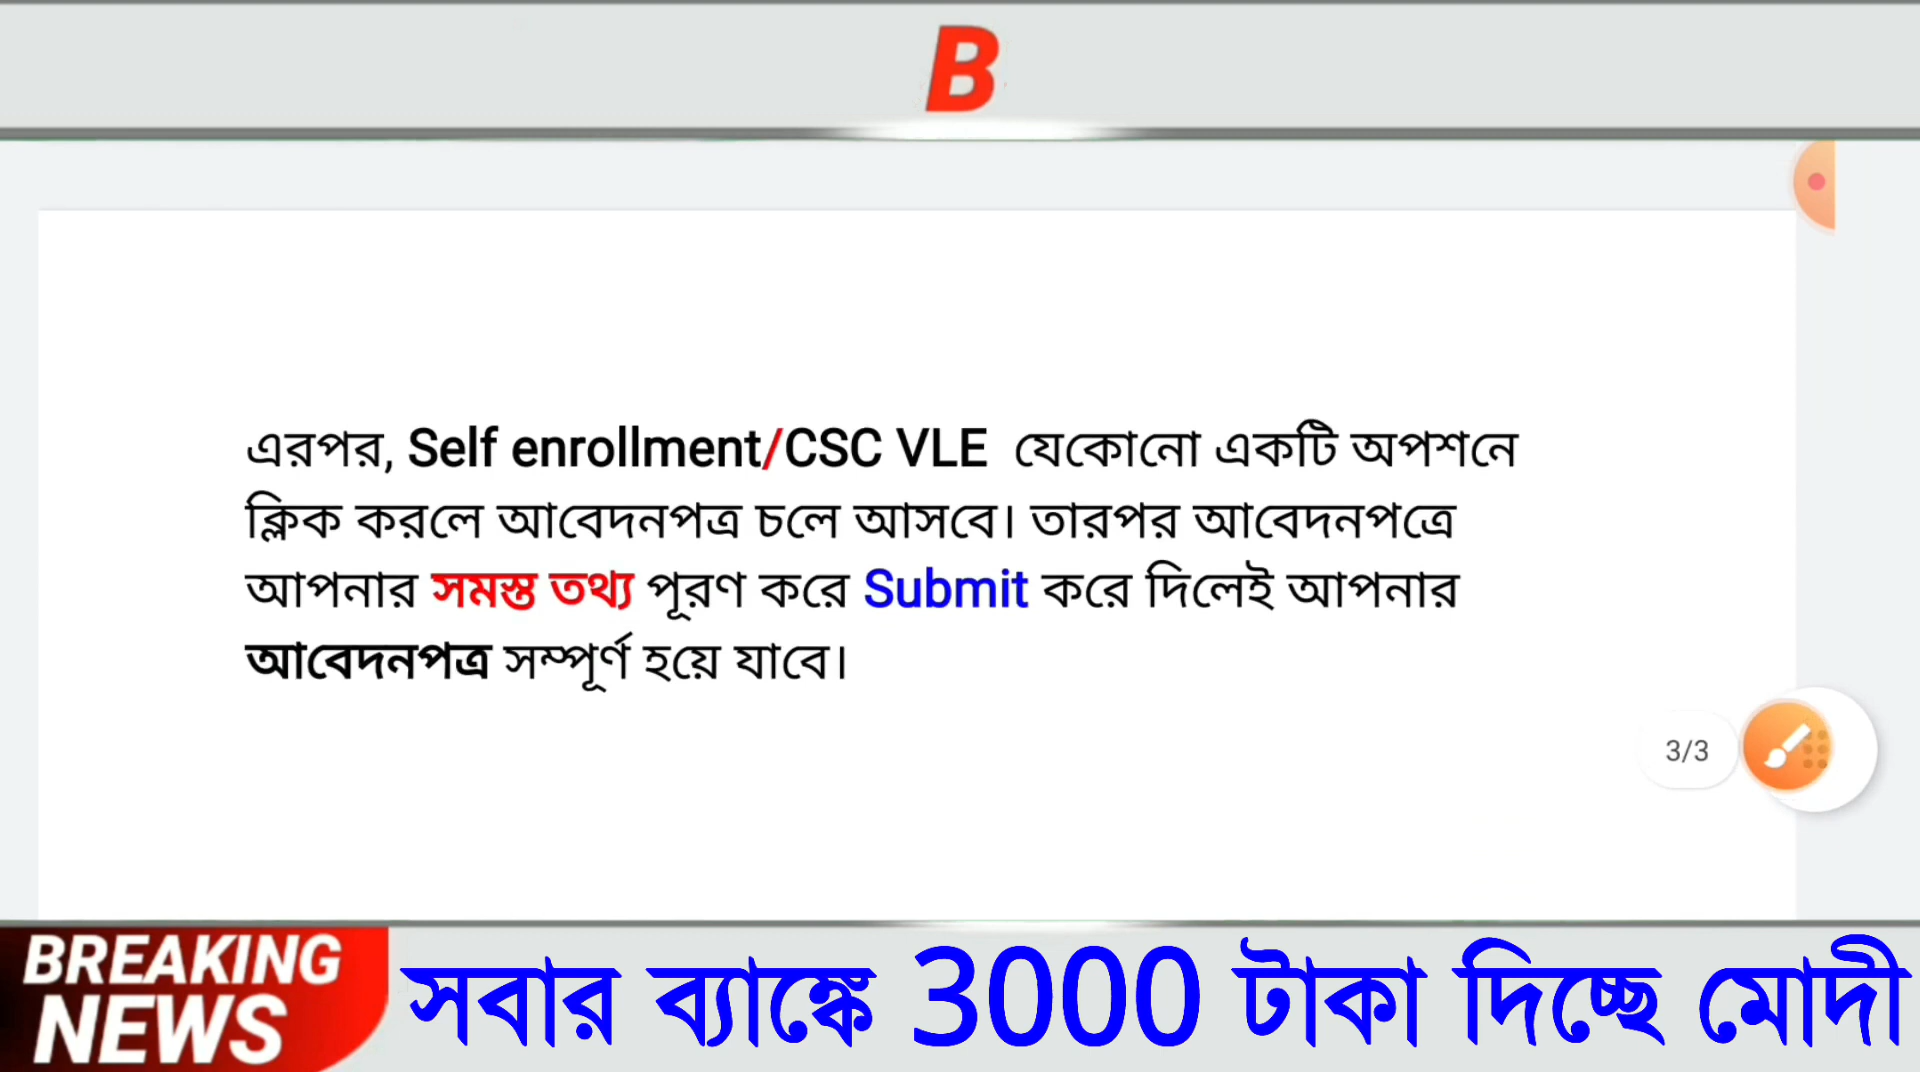 B
এরপর, Self enrollment/CSC VLE যেকোনো একটি অপশনে
ক্লিক করলে আবেদনপত্র চলে আসবে। তারপর আবেদনপত্রে
আপনার সমস্ত তথ্য পূরণ করে Submit করে দিলেই আপনার
আবেদনপত্র সম্পূর্ণ হয়ে যাবে।
3/3
BREAKING
NEWS
সবার ব্যাঙ্কে 3000 টাকা দিচ্ছে মোদী